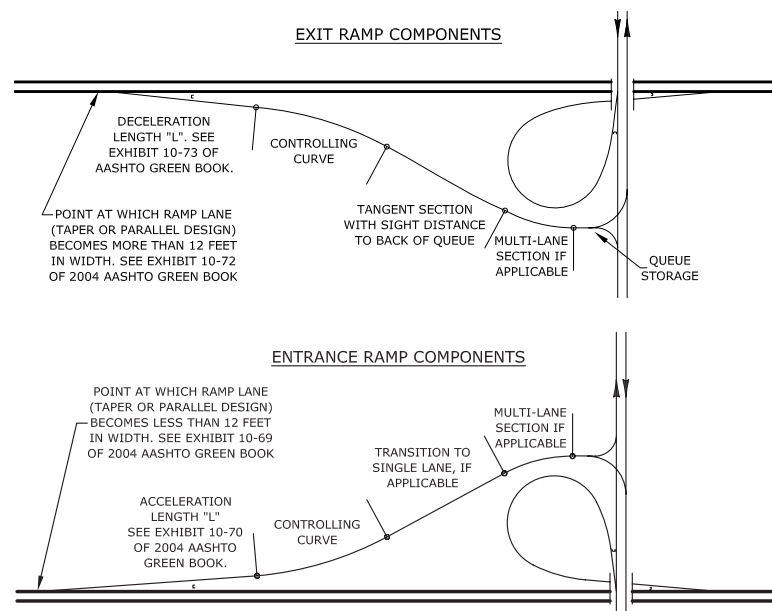 EXIT RAMP COMPONENTS
DECELERATION
LENGTH "L". SEE
EXHIBIT 10-73 OF
AASHTO GREEN BOOK.
CONTROLLING
CURVE
POINT AT WHICH RAMP LANE
(TAPER OR PARALLEL DESIGN)
BECOMES MORE THAN 12 FEET
IN WIDTH. SEE EXHIBIT 10-72
OF 2004 AASHTO GREEN BOOK
TANGENT SECTION
WITH SIGHT DISTANCE
TO BACK OF QUEUE
MULTI-LANE
SECTION IF
APPLICABLE
QUEUE
STORAGE
ENTRANCE RAMP COMPONENTS
POINT AT WHICH RAMP LANE
(TAPER OR PARALLEL DESIGN)
BECOMES LESS THAN 12 FEET
IN WIDTH. SEE EXHIBIT 10-69
OF 2004 AASHTO GREEN BOOK
MULTI-LANE
SECTION IF
APPLICABLE
TRANSITION TO
SINGLE LANE, IF
APPLICABLE
ACCELERATION
LENGTH "L"
SEE EXHIBIT 10-70
OF 2004 AASHTO
GREEN BOOK.
CONTROLLING
CURVE